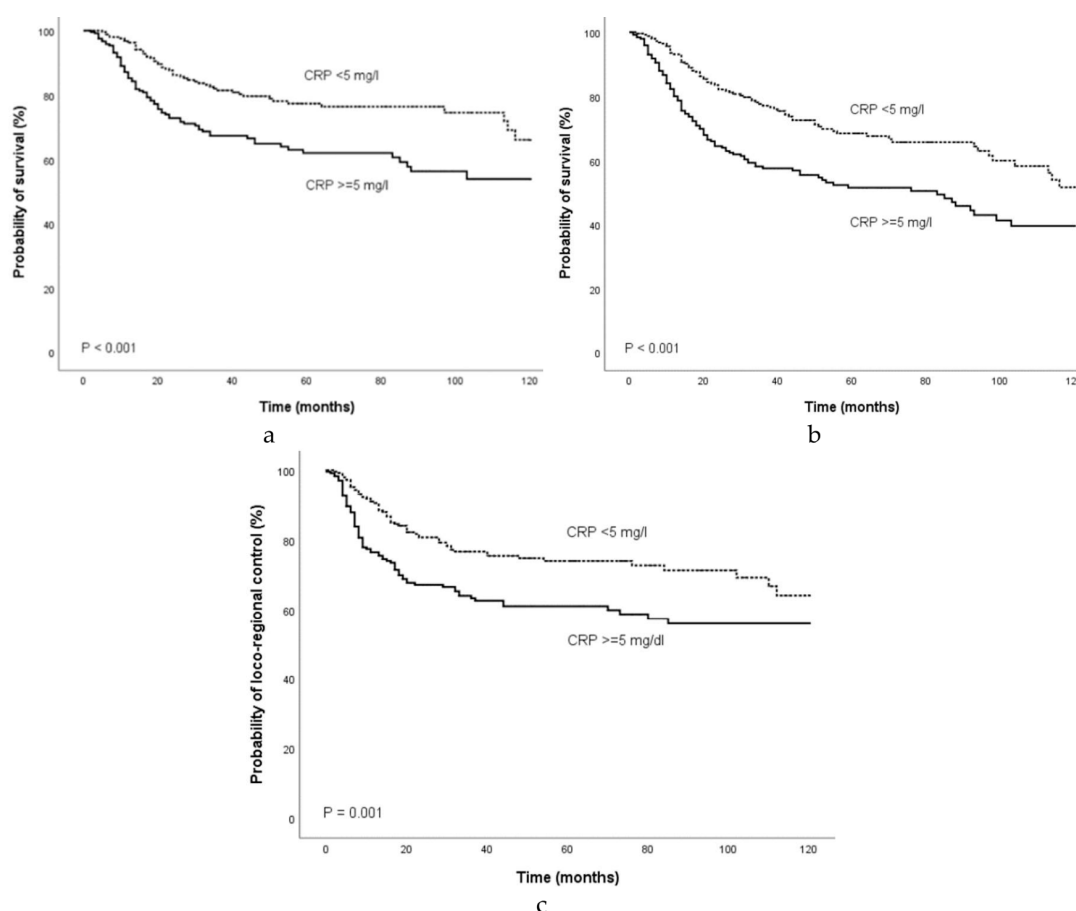 Probability of survival (%)
100
80
60
40
20
0
CRP <5 mg/l
CRP >=5 mg/l
P < 0.001
0 20 40 60 80 100 120
Time (months)
a
Probability of survival (%)
100
80
60
40
20
0
CRP <5 mg/l
CRP >=5 mg/l
P < 0.001
0 20 40 60 80 100
Time (months)
b
Probability of loco-regional control (%)
100
80
60
40
20
0
CRP <5 mg/l
CRP >=5 mg/dl
P = 0.001
0 20 40 60 80 100 120
Time (months)
c